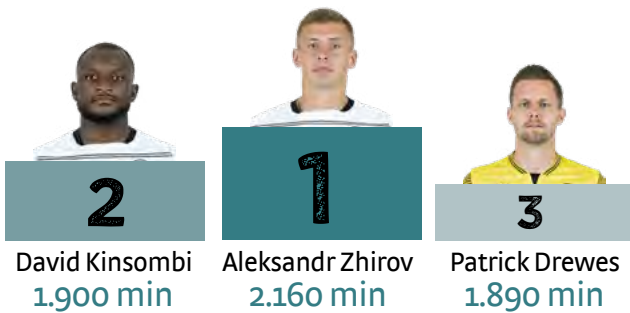 2
1
3
David Kinsombi
1.900 min
Aleksandr Zhirov
2.160 min
Patrick Drewes
1.890 min